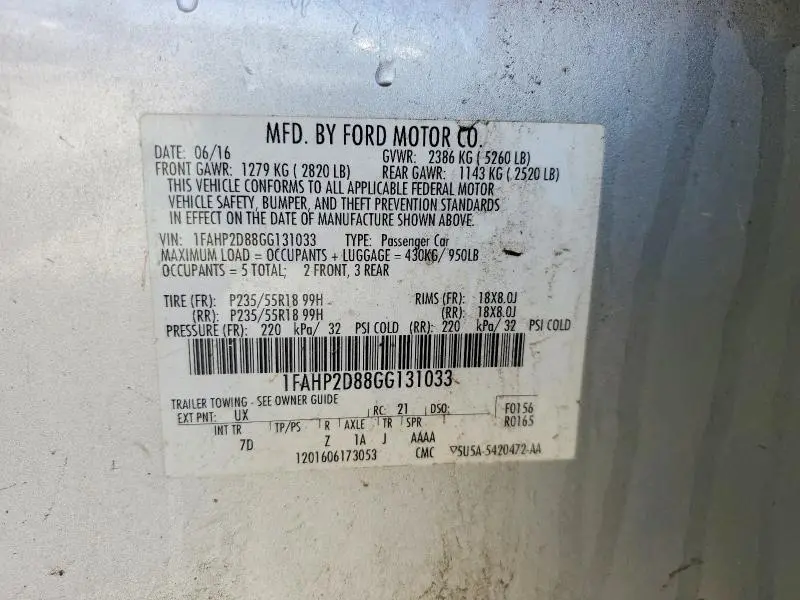 MFD. BY FORD MOTOR CO.
DATE: 06/16 GVWR: 2386 KG ( 5260 LB)
FRONT GAWR: 1279 KG ( 2820 LB) REAR GAWR: 1143 KG ( 2520 LB)
THIS VEHICLE CONFORMS TO ALL APPLICABLE FEDERAL MOTOR
VEHICLE SAFETY, BUMPER, AND THEFT PREVENTION STANDARDS
IN EFFECT ON THE DATE OF MANUFACTURE SHOWN ABOVE.
VIN: 1FAHP2D88GG131033 TYPE: Passenger Car
MAXIMUM LOAD = OCCUPANTS + LUGGAGE = 430KG/ 950LB
OCCUPANTS = 5 TOTAL; 2 FRONT, 3 REAR
TIRE (FR): P235/55R18 99H RIMS (FR): 18X8.0J
(RR): P235/55R18 99H (RR): 18X8.0J
PRESSURE (FR): 220 kPa/ 32 PSI COLD (RR): 220 kPa/ 32 PSI COLD
1FAHP2D88GG131033
TRAILER TOWING - SEE OWNER GUIDE
EXT PNT: UX RC: 21 DSO: F0156
R0165
INT TR TP/PS R AXLE TR SPR
7D Z 1A J AAAA
1201606173053 CMC 5U5A-5420472-AA